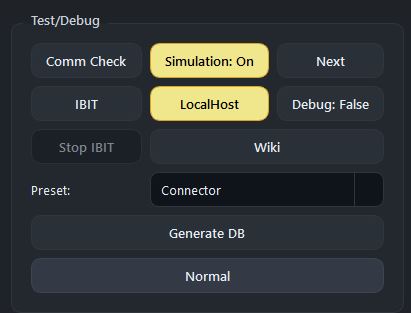 Test/Debug
Comm Check Simulation: On Next
IBIT LocalHost Debug: False
Stop IBIT Wiki
Preset: Connector
Generate DB
Normal